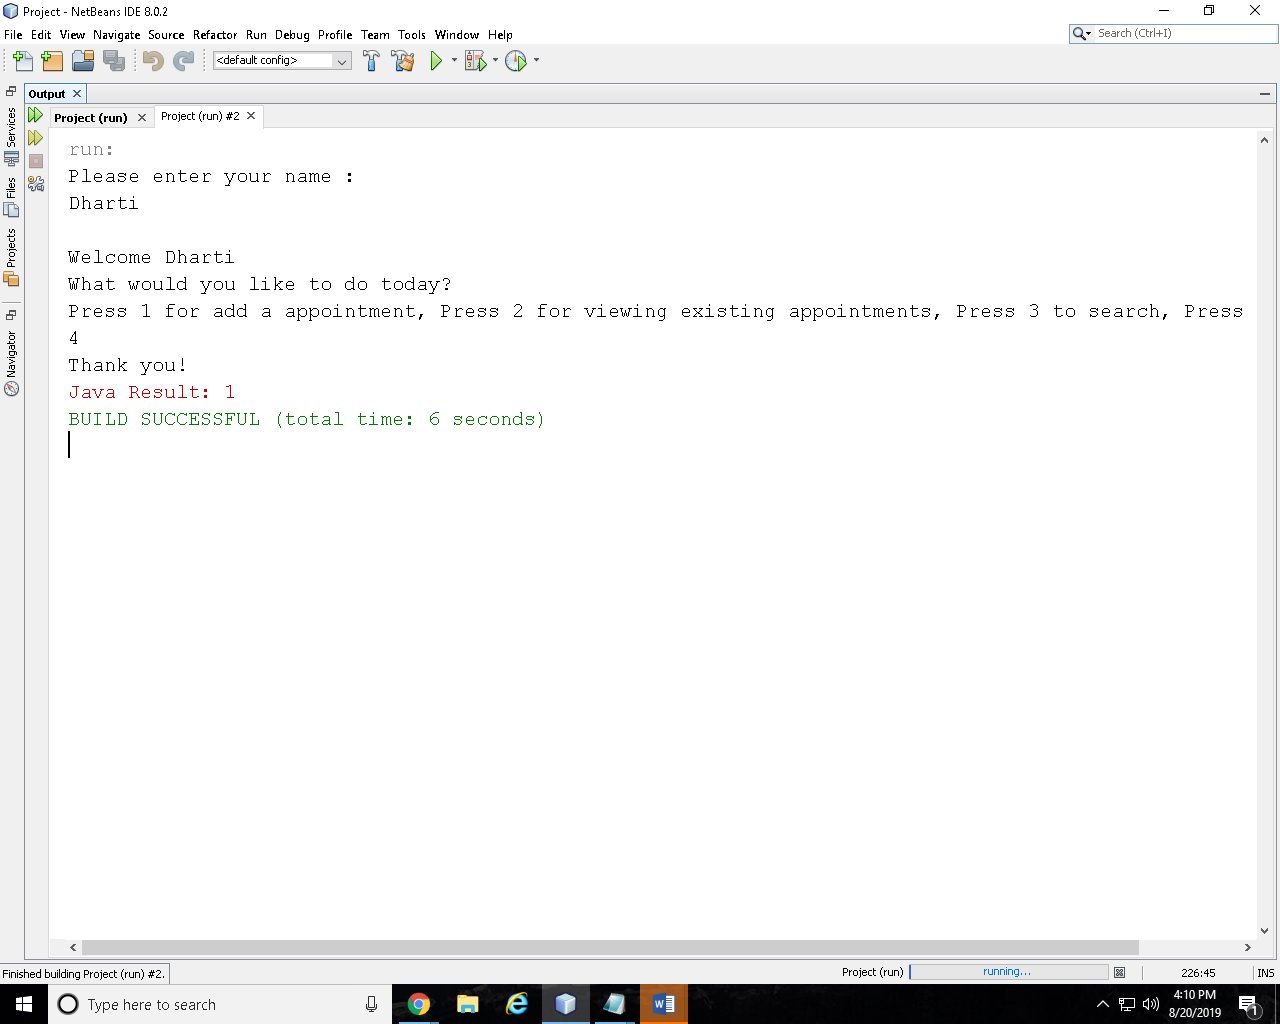 Project - NetBeans IDE 8.0.2
File Edit View Navigate Source Refactor Run Debug Profile Team Tools Window Help
Search (Ctrl+I)
<default config>
Output
Project (run)
Project (run) #2
Services
Files
Projects
Navigator
run:
Please enter your name :
Dharti
Welcome Dharti
What would you like to do today?
Press 1 for add a appointment, Press 2 for viewing existing appointments, Press 3 to search, Press
4
Thank you!
Java Result: 1
BUILD SUCCESSFUL (total time: 6 seconds)
Finished building Project (run) #2.
Project (run)
running...
226:45
INS
Type here to search
4:10 PM
8/20/2019
1